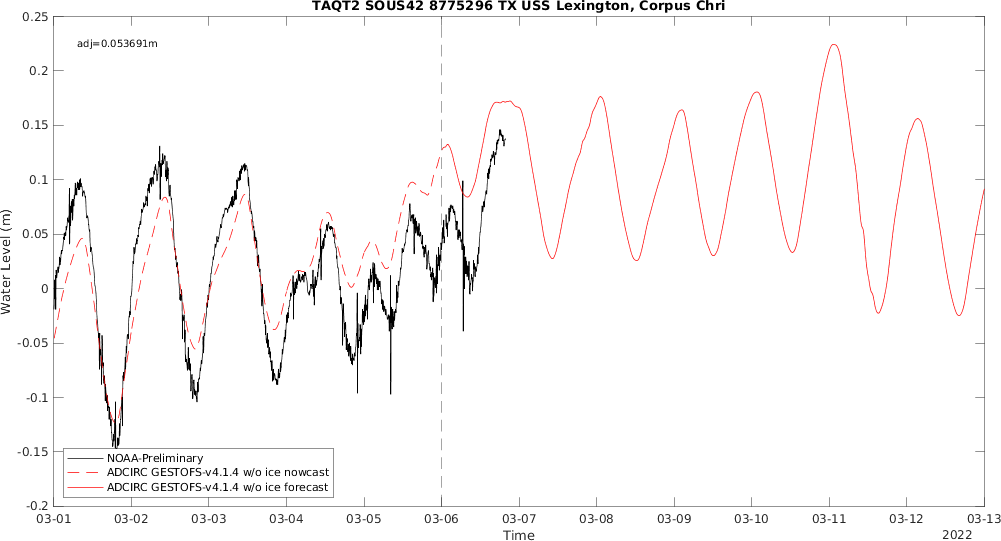 TAQT2 SOUS42 8775296 TX USS Lexington, Corpus Chri
adj=0.053691m
0.25
0.2
0.15
0.1
0.05
0
-0.05
-0.1
-0.15
-0.2
Water Level (m)
NOAA-Preliminary
ADCIRC GESTOFS-v4.1.4 w/o ice nowcast
ADCIRC GESTOFS-v4.1.4 w/o ice forecast
03-01 03-02 03-03 03-04 03-05 03-06 03-07 03-08 03-09 03-10 03-11 03-12 03-13
Time
2022